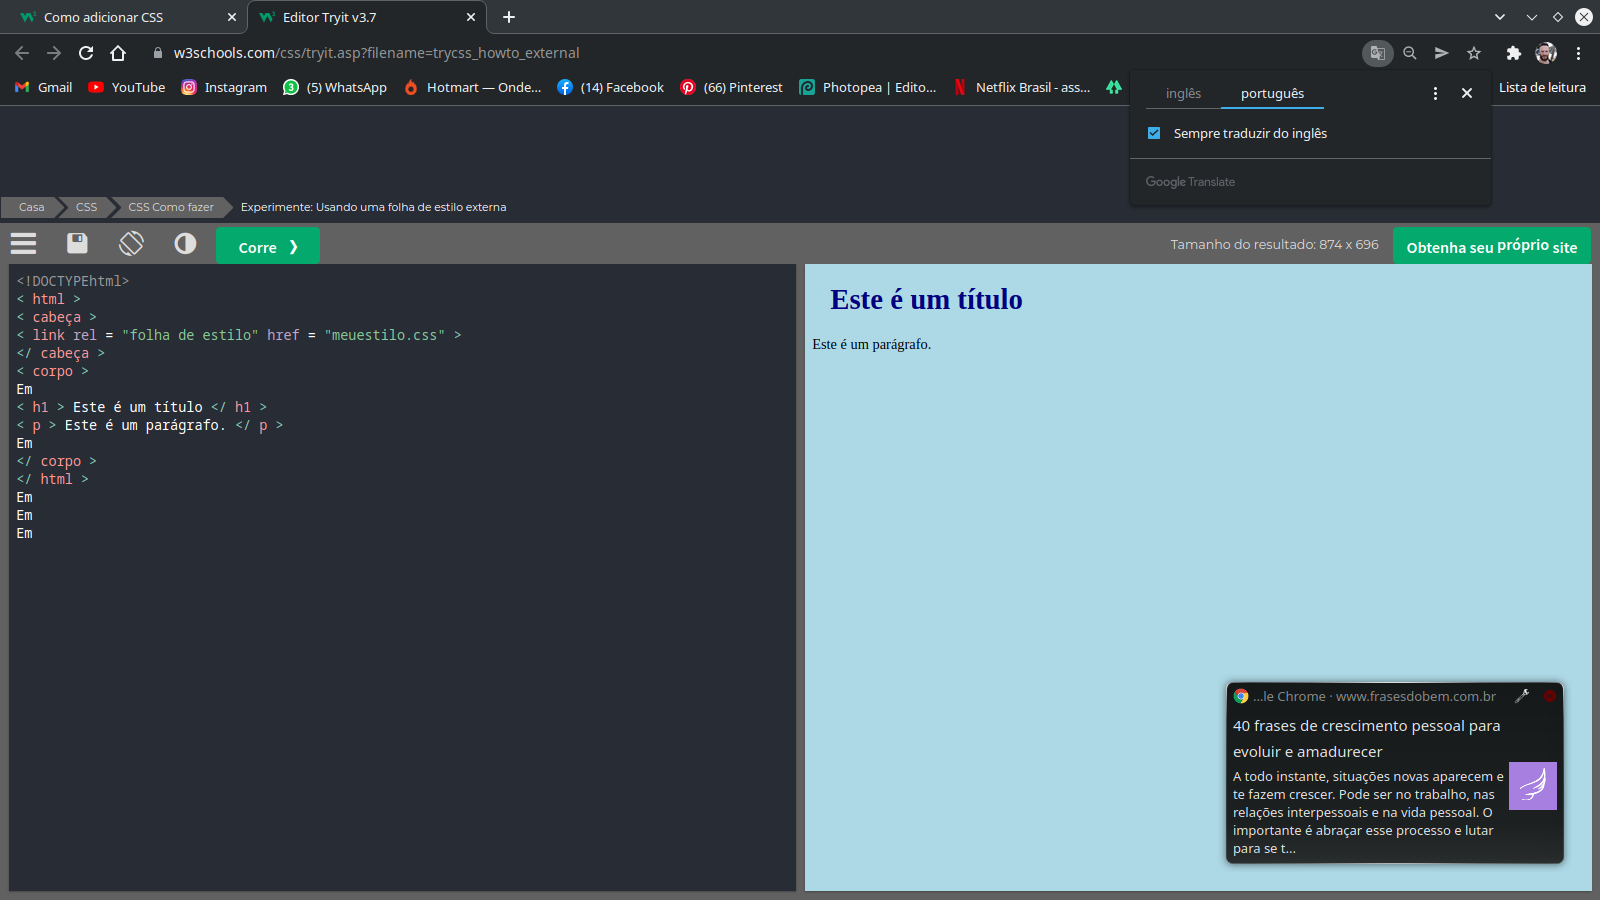 Como adicionar CSS
Editor Tryit v3.7
w3schools.com/css/tryit.asp?filename=trycss_howto_external
Gmail
YouTube
Instagram
(5) WhatsApp
Hotmart — Onde...
(14) Facebook
(66) Pinterest
Photopea | Edito...
Netflix Brasil - ass...
Lista de leitura
inglês
português
Sempre traduzir do inglês
Google Translate
Casa
CSS
CSS Como fazer
Experimente: Usando uma folha de estilo externa
Corre ❯
Tamanho do resultado: 874 x 696
Obtenha seu próprio site
<!DOCTYPEhtml>
< html >
< cabeça >
< link rel = "folha de estilo" href = "meuestilo.css" >
</ cabeça >
< corpo >
Em
< h1 > Este é um título </ h1 >
< p > Este é um parágrafo. </ p >
Em
</ corpo >
</ html >
Em
Em
Em
Este é um título
Este é um parágrafo.
...le Chrome · www.frasesdobem.com.br
40 frases de crescimento pessoal para
evoluir e amadurecer
A todo instante, situações novas aparecem e
te fazem crescer. Pode ser no trabalho, nas
relações interpessoais e na vida pessoal. O
importante é abraçar esse processo e lutar
para se t...